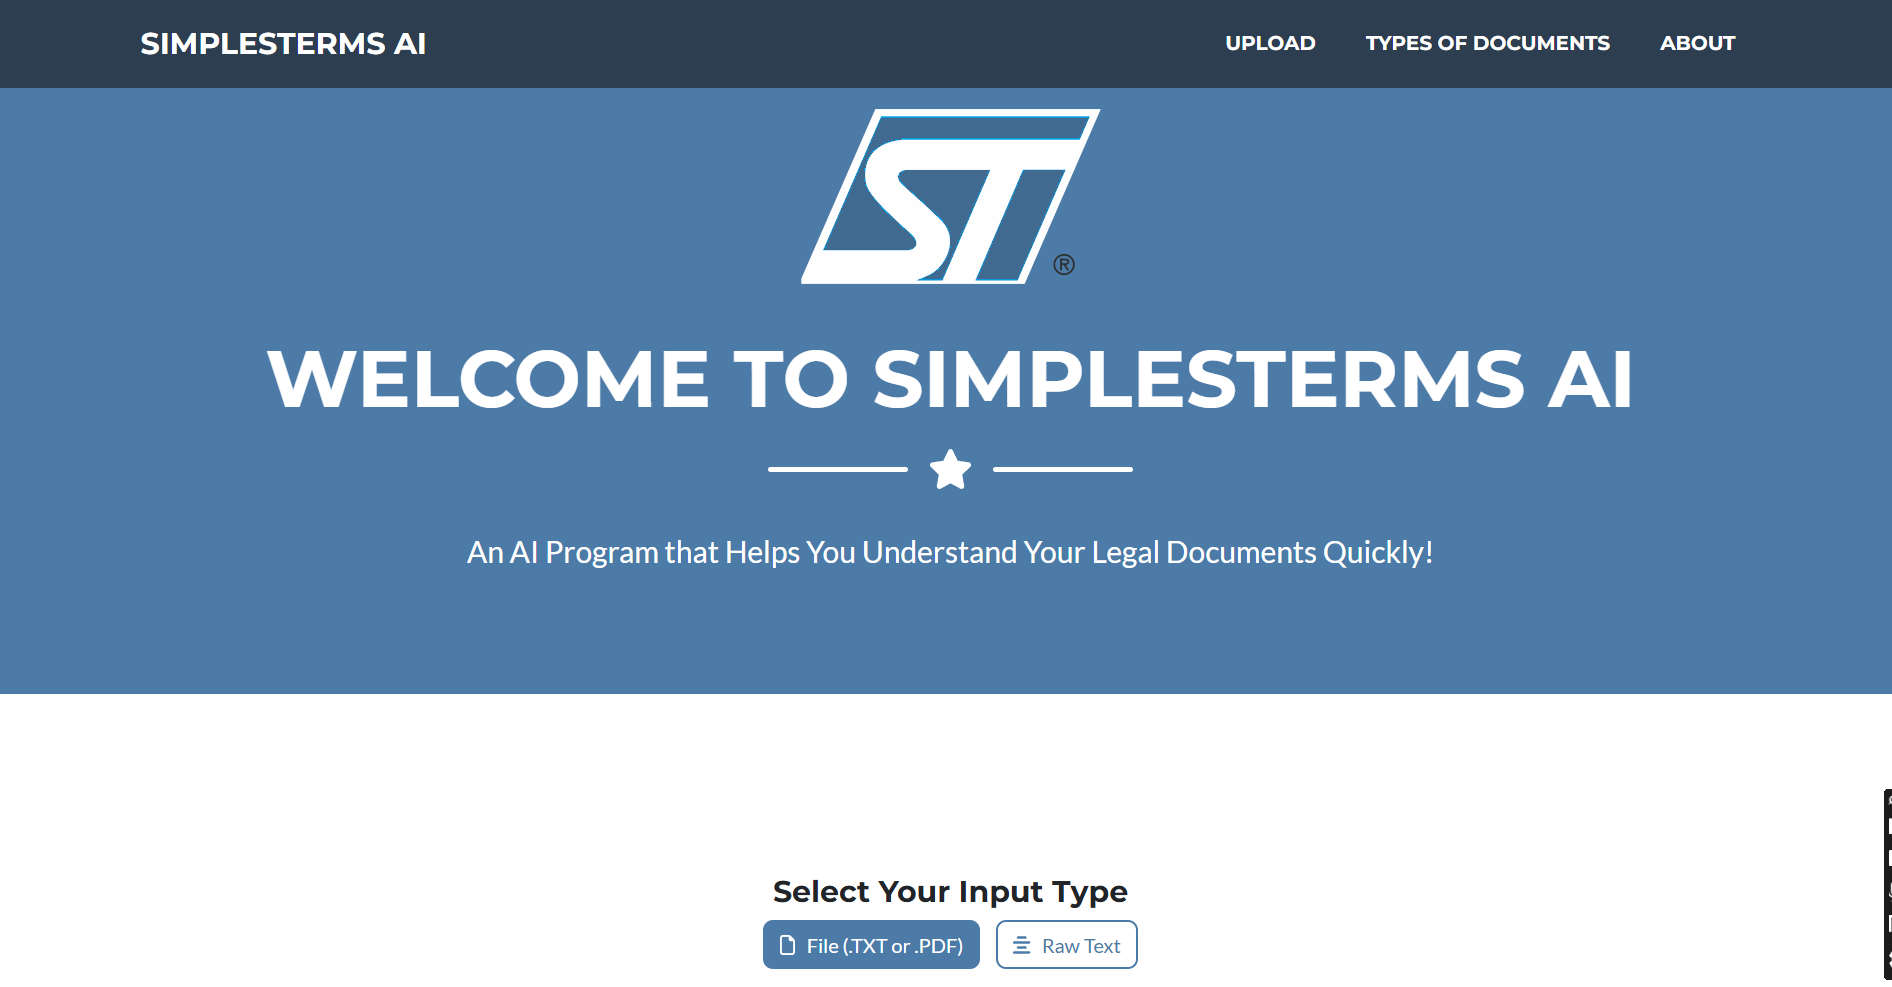 SIMPLESTERMS AI
UPLOAD
TYPES OF DOCUMENTS
ABOUT
ST
®
WELCOME TO SIMPLESTERMS AI
An AI Program that Helps You Understand Your Legal Documents Quickly!
Select Your Input Type
File (.TXT or .PDF)
Raw Text